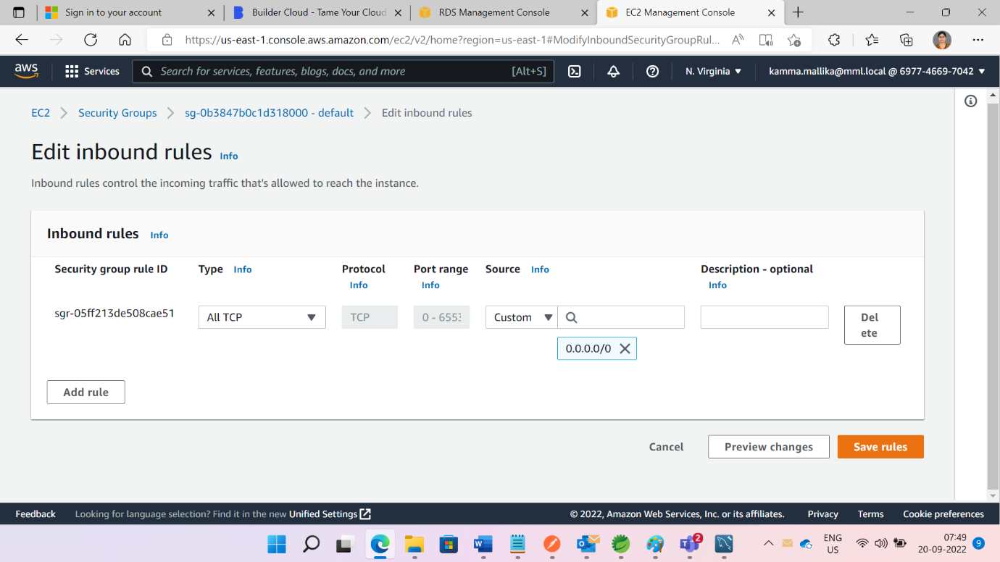 Sign in to your account
Builder Cloud - Tame Your Cloud
RDS Management Console
EC2 Management Console
https://us-east-1.console.aws.amazon.com/ec2/v2/home?region=us-east-1#ModifyInboundSecurityGroupRul...
aws
Services
Search for services, features, blogs, docs, and more
[Alt+S]
N. Virginia
kamma.mallika@mml.local @ 6977-4669-7042
EC2 > Security Groups > sg-0b3847b0c1d318000 - default > Edit inbound rules
Edit inbound rules Info
Inbound rules control the incoming traffic that's allowed to reach the instance.
Inbound rules Info
Security group rule ID
Type Info
Protocol Info
Port range Info
Source Info
Description - optional Info
sgr-05ff213de508cae51
All TCP
TCP
0 - 6553
Custom
Del
ete
0.0.0.0/0
Add rule
Cancel
Preview changes
Save rules
Feedback
Looking for language selection? Find it in the new Unified Settings
© 2022, Amazon Web Services, Inc. or its affiliates.
Privacy
Terms
Cookie preferences
2
ENG
US
07:49
20-09-2022
9